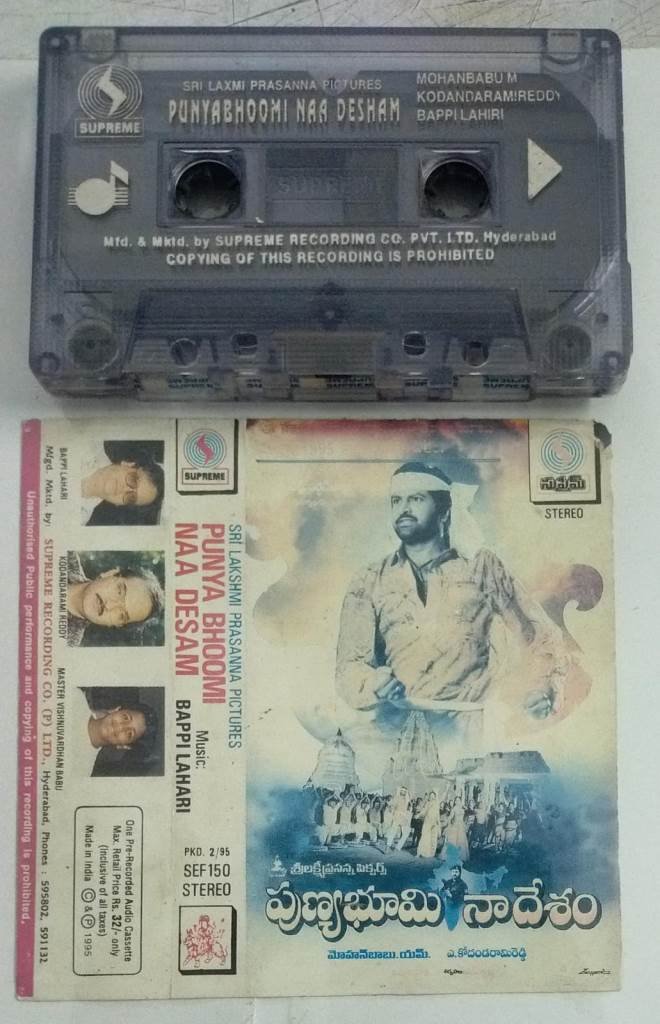 SUPREME
SRI LAXMI PRASANNA PICTURES
PUNYABHOOMI NAA DESHAM
MOHANBABU M
KODANDARAMIREDDY
BAPPI LAHIRI
SUPREME
Mfd. & Mktd. by SUPREME RECORDING CO. PVT. LTD. Hyderabad
COPYING OF THIS RECORDING IS PROHIBITED
సుప్రీమ్
STEREO
శ్రీలక్ష్మీప్రసన్న పిక్చర్స్
పుణ్యభూమి నాదేశం
మోహన్‌బాబు.యమ్. ఎ.కోదండరామిరెడ్డి
SUPREME
SRI LAKSHMI PRASANNA PICTURES
PUNYA BHOOMI
NAA DESAM
Music:
BAPPI LAHARI
PKD. 2/95
SEF150
STEREO
BAPPI LAHARI
KODANDARAMI REDDY
MASTER VISHNUVARDHAN BABU
One Pre-Recorded Audio Cassette
Max. Retail Price Rs. 32/- only
(Inclusive of all taxes)
Made in India © & ℗ 1995
Mfgd. Mktd. by: SUPREME RECORDING CO. (P) LTD., Hyderabad, Phones : 595802, 591132
Unauthorised Public performance and copying of this recording is prohibited.